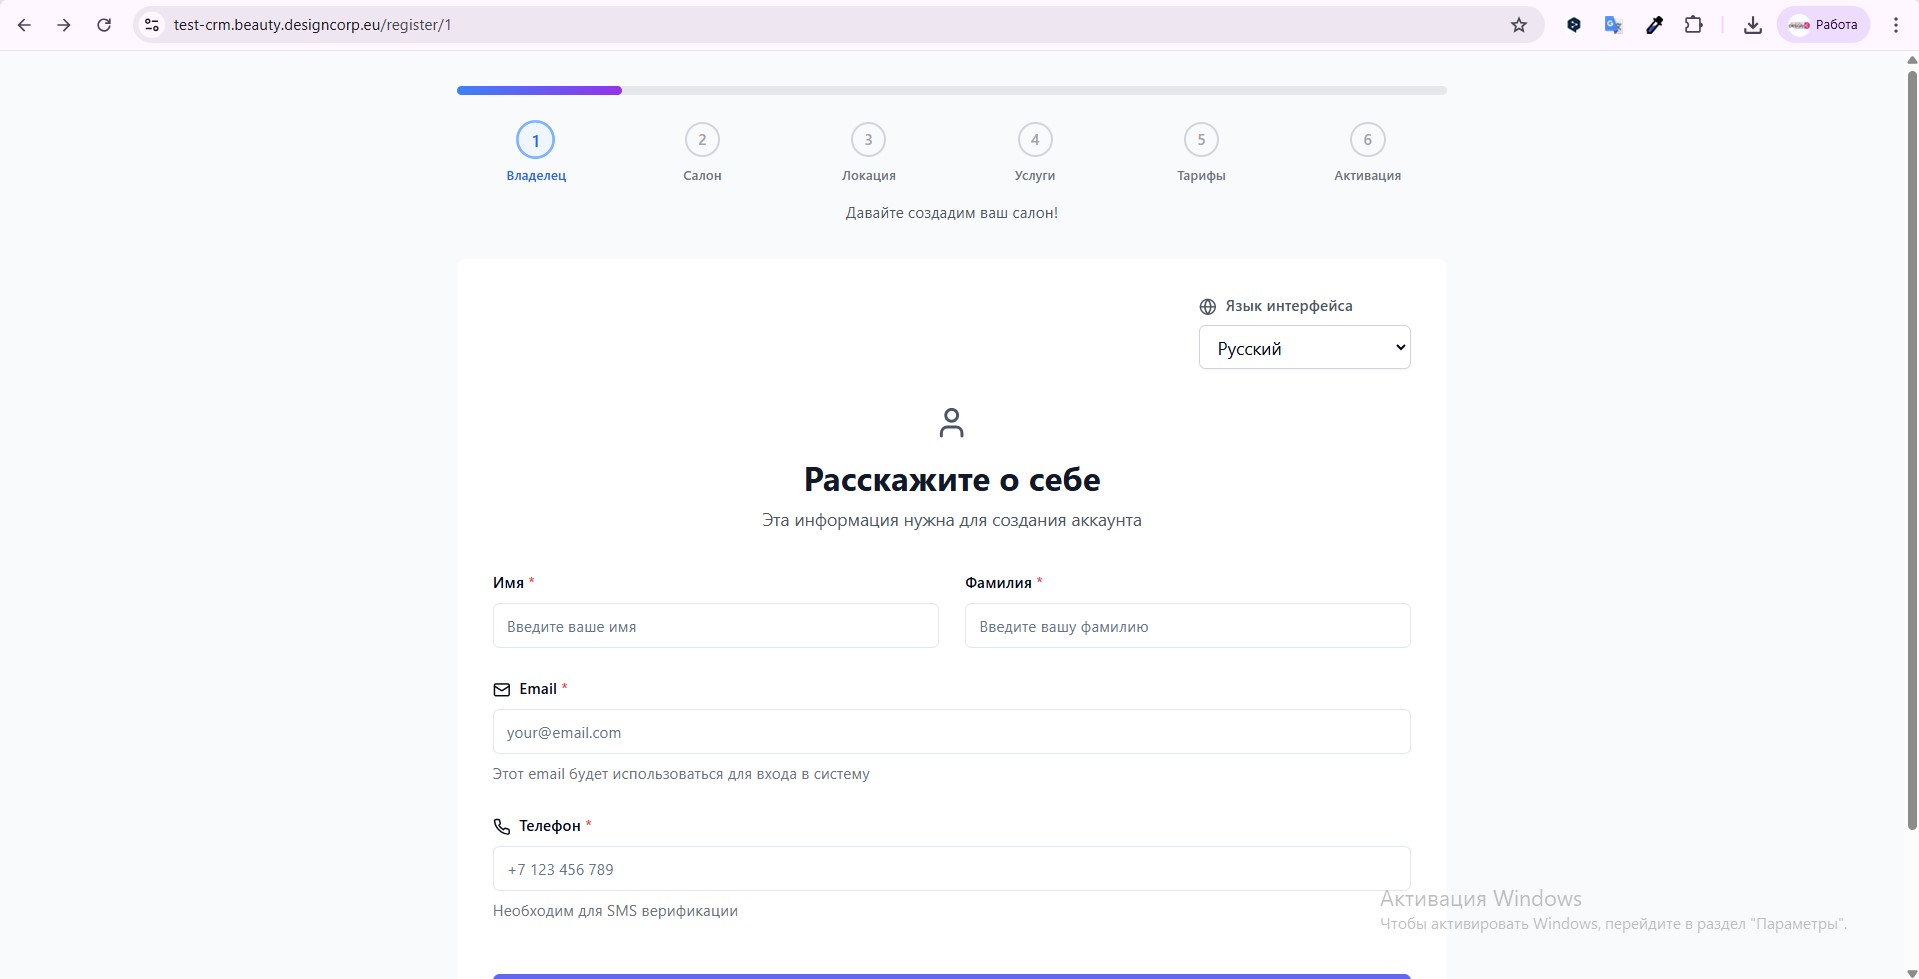 test-crm.beauty.designcorp.eu/register/1
Работа
1 2 3 4 5 6
Владелец Салон Локация Услуги Тарифы Активация
Давайте создадим ваш салон!
Язык интерфейса
Русский
Расскажите о себе
Эта информация нужна для создания аккаунта
Имя * Фамилия *
Введите ваше имя Введите вашу фамилию
Email *
your@email.com
Этот email будет использоваться для входа в систему
Телефон *
+7 123 456 789
Необходим для SMS верификации
Активация Windows
Чтобы активировать Windows, перейдите в раздел "Параметры".